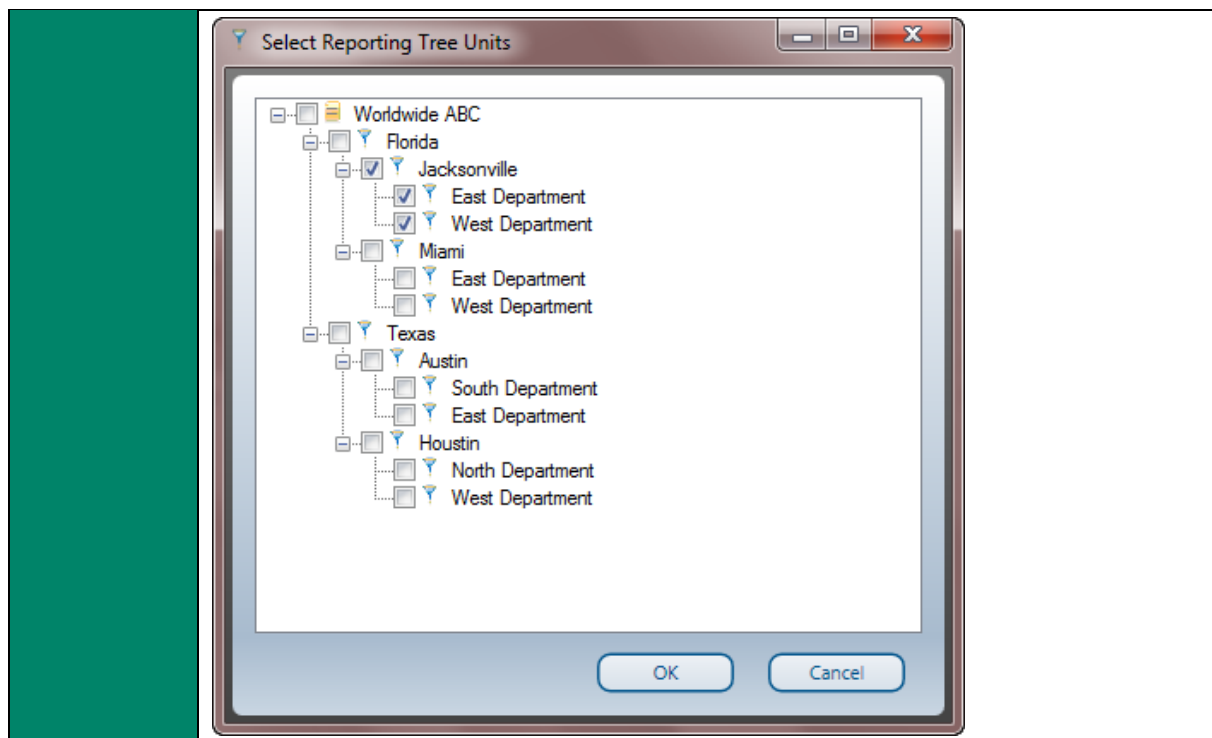 Select Reporting Tree Units
Worldwide ABC
Florida
Jacksonville
East Department
West Department
Miami
East Department
West Department
Texas
Austin
South Department
East Department
Houstin
North Department
West Department
OK Cancel